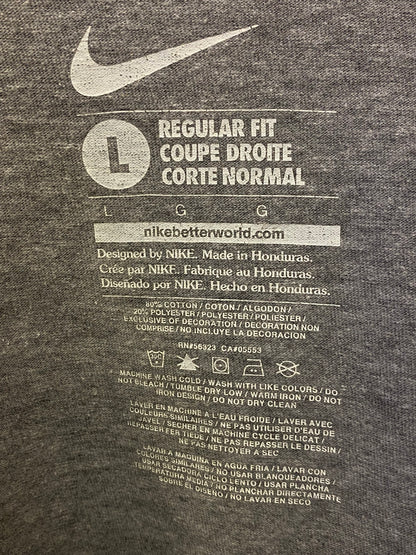 L
REGULAR FIT
COUPE DROITE
CORTE NORMAL
L G G
nikebetterworld.com
Designed by NIKE. Made in Honduras.
Crée par NIKE. Fabrique au Honduras.
Disenado por NIKE. Hecho en Honduras.
80% COTTON / COTON / ALGODON /
20% POLYESTER / POLYESTER / POLIESTER /
EXCLUSIVE OF DECORATION / DECORATION NON
COMPRISE / NO INCLUYE LA DECORACION
RN#56323 CA#05553
MACHINE WASH COLD / WASH WITH LIKE COLORS / DO
NOT BLEACH / TUMBLE DRY LOW / WARM IRON / DO NOT
IRON DESIGN / DO NOT DRY CLEAN
LAVER EN MACHINE A L'EAU FROIDE / LAVER AVEC
COULEURS SIMILAIRES / NE PAS UTILISER D'EAU DE
JAVEL / SECHER EN MACHINE CYCLE DELICAT /
REPASSER FER TIEDE / NE PAS REPASSER LE DESSIN /
NE PAS NETTOYER A SEC
LAVAR A MAQUINA EN AGUA FRIA / LAVAR CON
COLORES SIMILARES / NO USAR BLANQUEADORES /
USAR SECADORA CICLO LENTO / USAR PLANCHA
TEMPERATURA MEDIA / NO PLANCHAR DIRECTAMENTE
SOBRE EL DISEÑO / NO LAVAR EN SECO